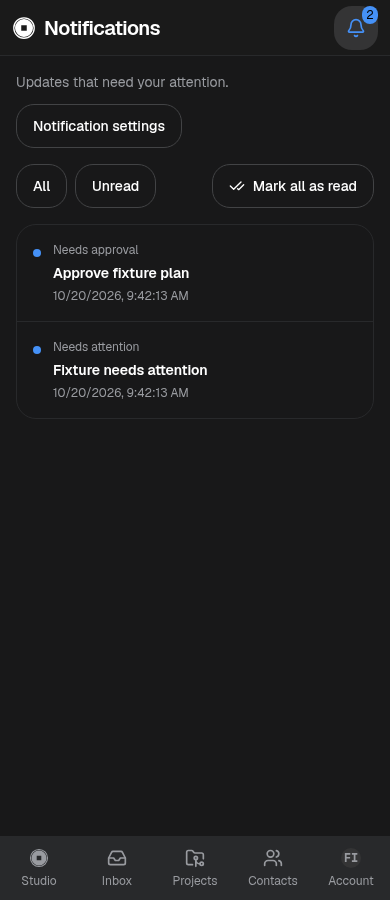 Notifications
2
Updates that need your attention.
Notification settings
All
Unread
Mark all as read
Needs approval
Approve fixture plan
10/20/2026, 9:42:13 AM
Needs attention
Fixture needs attention
10/20/2026, 9:42:13 AM
FI
Studio
Inbox
Projects
Contacts
Account